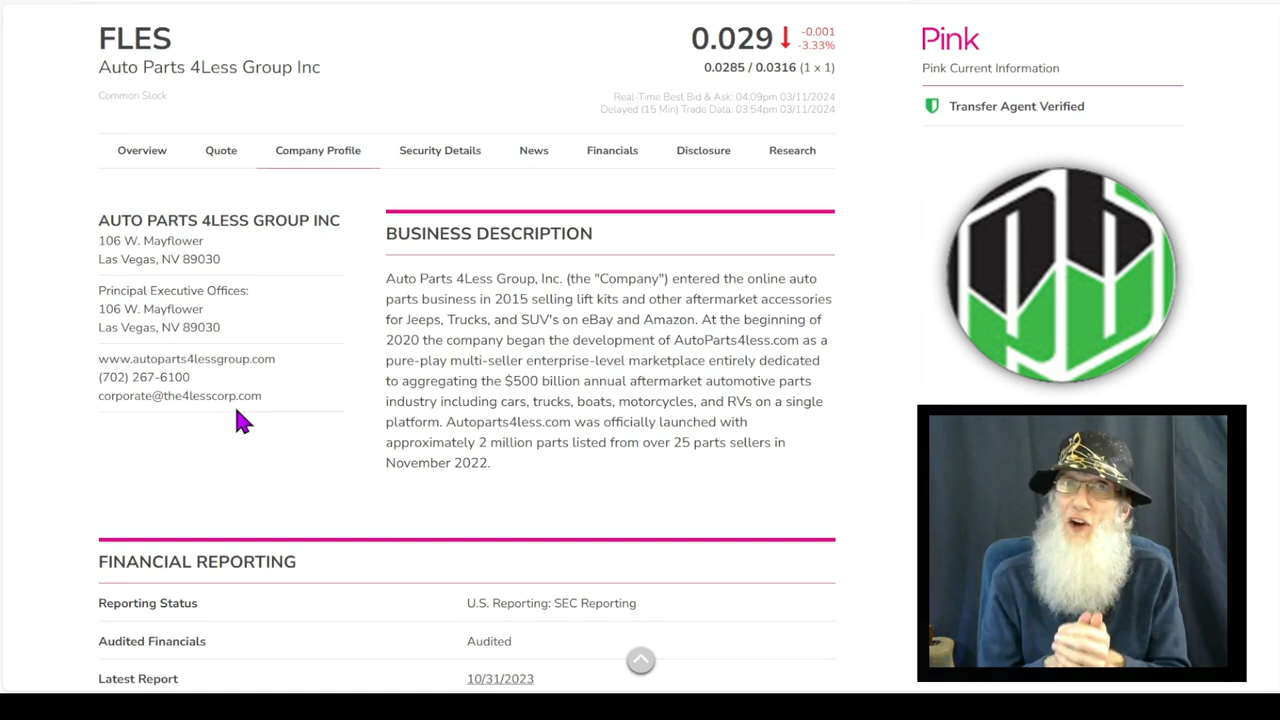 FLES
Auto Parts 4Less Group Inc
Common Stock
0.029 -0.001
-3.33%
0.0285 / 0.0316 (1 x 1)
Real-Time Best Bid & Ask: 04:09pm 03/11/2024
Delayed (15 Min) Trade Data: 03:54pm 03/11/2024
Pink
Pink Current Information
Transfer Agent Verified
Overview Quote Company Profile Security Details News Financials Disclosure Research
AUTO PARTS 4LESS GROUP INC
106 W. Mayflower
Las Vegas, NV 89030
Principal Executive Offices:
106 W. Mayflower
Las Vegas, NV 89030
www.autoparts4lessgroup.com
(702) 267-6100
corporate@the4lesscorp.com
BUSINESS DESCRIPTION
Auto Parts 4Less Group, Inc. (the "Company") entered the online auto
parts business in 2015 selling lift kits and other aftermarket accessories
for Jeeps, Trucks, and SUV's on eBay and Amazon. At the beginning of
2020 the company began the development of AutoParts4less.com as a
pure-play multi-seller enterprise-level marketplace entirely dedicated
to aggregating the $500 billion annual aftermarket automotive parts
industry including cars, trucks, boats, motorcycles, and RVs on a single
platform. Autoparts4less.com was officially launched with
approximately 2 million parts listed from over 25 parts sellers in
November 2022.
FINANCIAL REPORTING
Reporting Status U.S. Reporting: SEC Reporting
Audited Financials Audited
Latest Report 10/31/2023